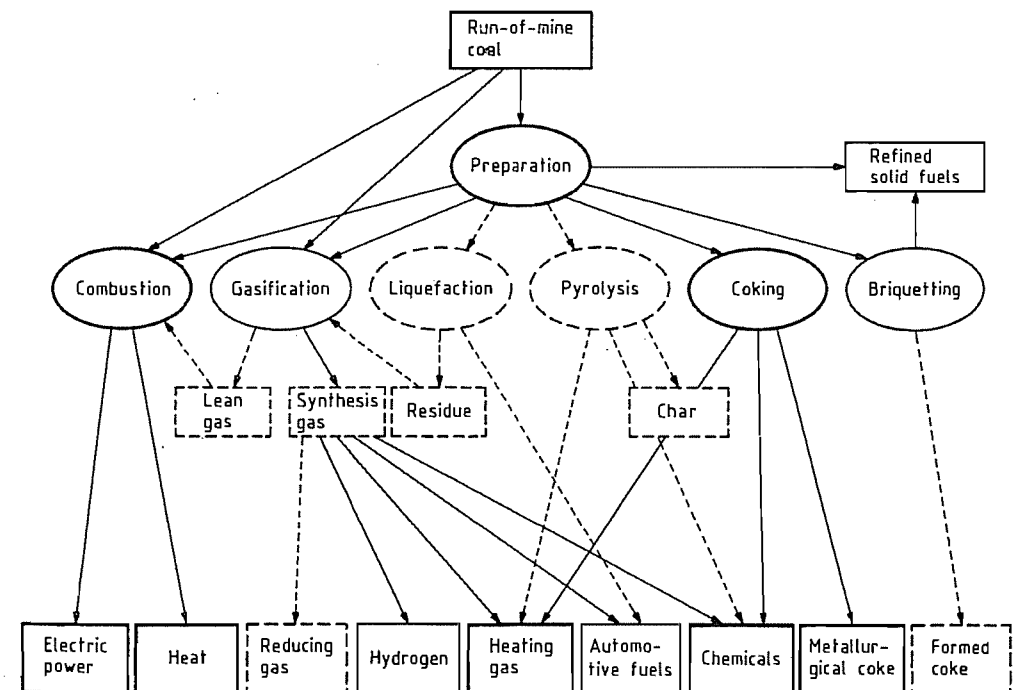 Run-of-mine
coal
Preparation
Refined
solid fuels
Combustion
Gasification
Liquefaction
Pyrolysis
Coking
Briquetting
Lean
gas
Synthesis
gas
Residue
Char
Electric
power
Heat
Reducing
gas
Hydrogen
Heating
gas
Automo-
tive fuels
Chemicals
Metallur-
gical coke
Formed
coke